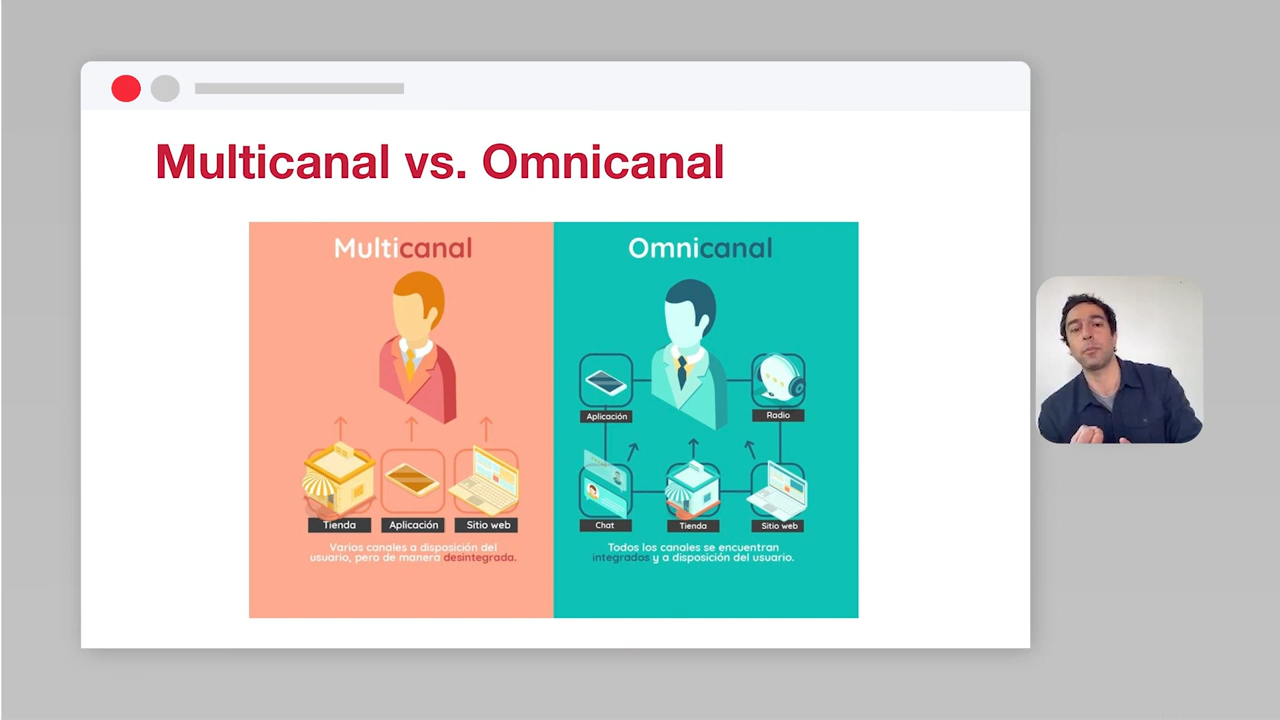 Multicanal vs. Omnicanal
Multicanal
Tienda
Aplicación
Sitio web
Varios canales a disposición del
usuario, pero de manera desintegrada.
Omnicanal
Aplicación
Radio
Chat
Tienda
Sitio web
Todos los canales se encuentran
integrados y a disposición del usuario.